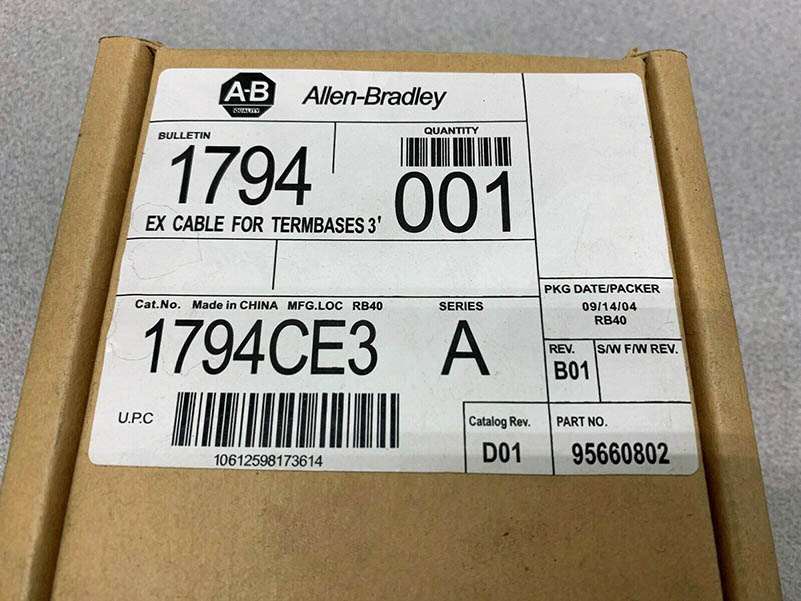 A-B
QUALITY
Allen-Bradley
BULLETIN
1794
EX CABLE FOR TERMBASES 3'
QUANTITY
001
PKG DATE/PACKER
09/14/04
RB40
Cat.No. Made in CHINA MFG.LOC RB40
SERIES
1794CE3
A
REV.
B01
S/W F/W REV.
U.P.C
10612598173614
Catalog Rev.
D01
PART NO.
95660802